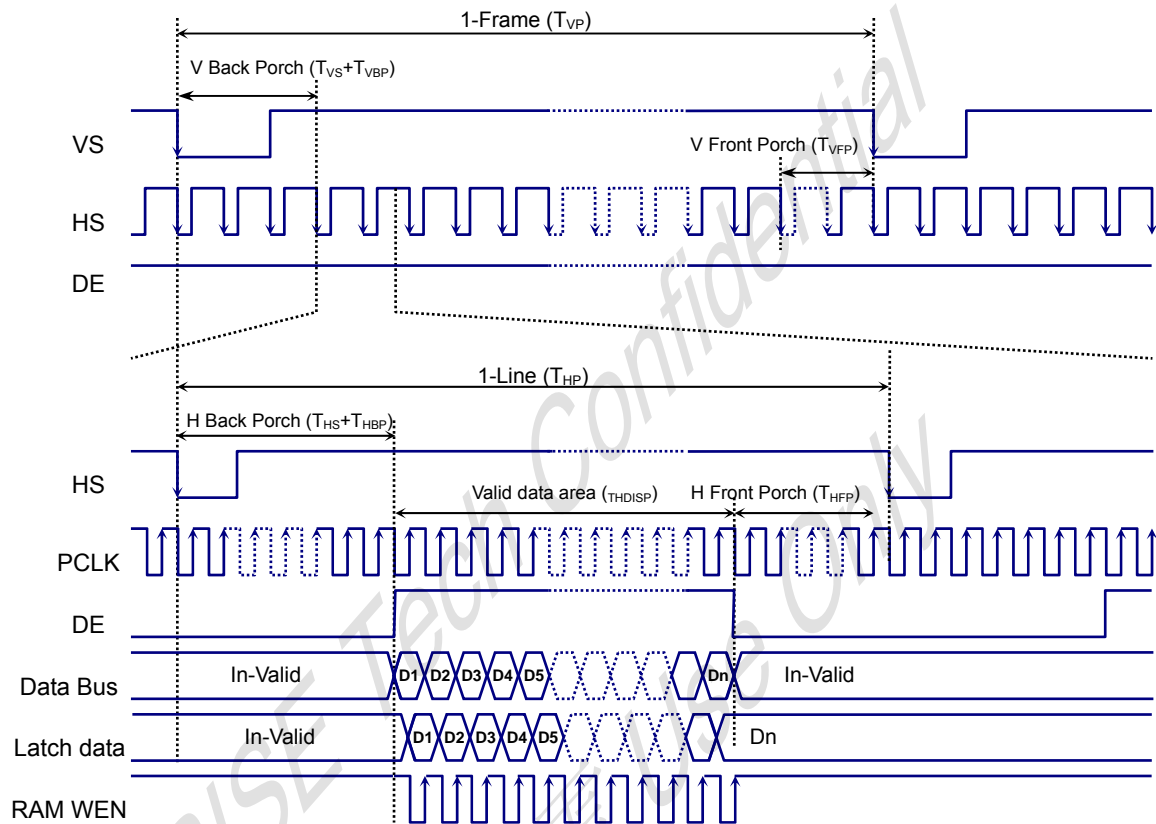 1-Frame (TVP)
V Back Porch (TVS+TVBP)
VS
V Front Porch (TVFP)
HS
DE
1-Line (THP)
H Back Porch (THS+THBP)
HS
Valid data area (THDISP)
H Front Porch (THFP)
PCLK
DE
Data Bus
In-Valid
D1 D2 D3 D4 D5
Dn
In-Valid
Latch data
In-Valid
D1 D2 D3 D4 D5
Dn
RAM WEN
Tech Confidential
Use Only